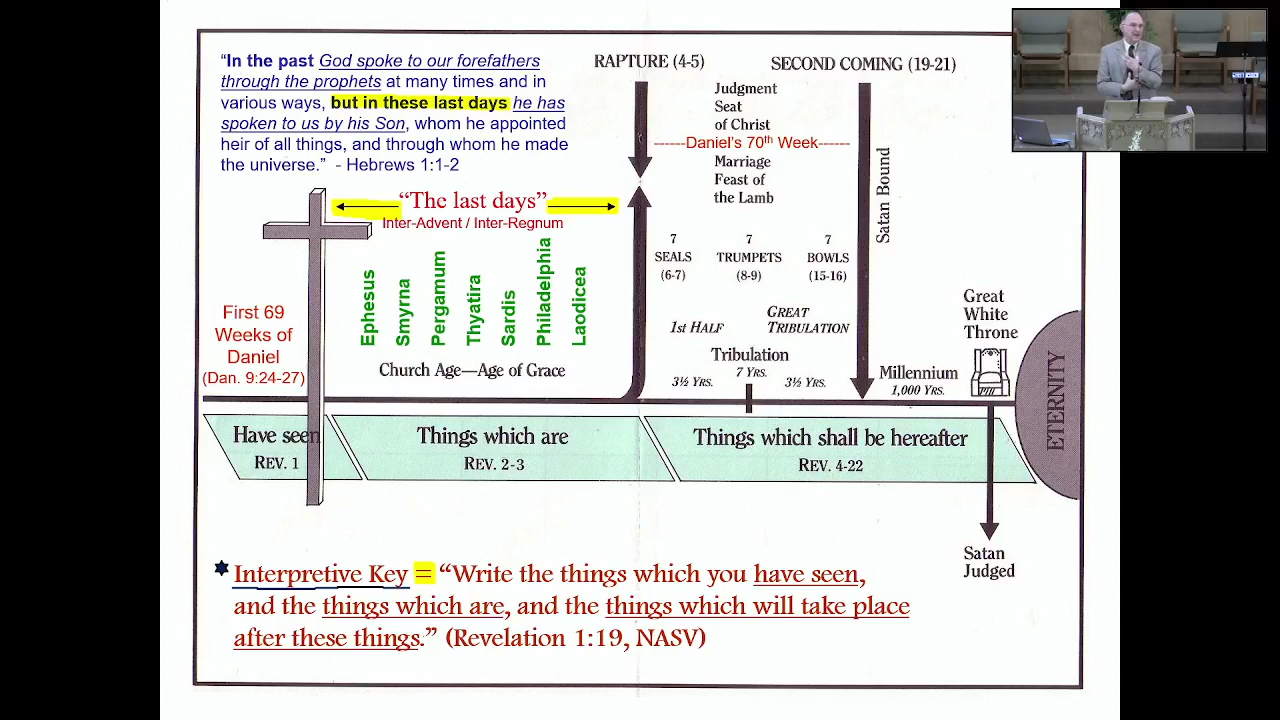 “In the past God spoke to our forefathers
through the prophets at many times and in
various ways, but in these last days he has
spoken to us by his Son, whom he appointed
heir of all things, and through whom he made
the universe.” - Hebrews 1:1-2
RAPTURE (4-5)
SECOND COMING (19-21)
Judgment
Seat
of Christ
------Daniel’s 70th Week------
Marriage
Feast of
the Lamb
Satan Bound
“The last days”
Inter-Advent / Inter-Regnum
Ephesus
Smyrna
Pergamum
Thyatira
Sardis
Philadelphia
Laodicea
7
SEALS
(6-7)
7
TRUMPETS
(8-9)
7
BOWLS
(15-16)
First 69
Weeks of
Daniel
(Dan. 9:24-27)
1st HALF
GREAT
TRIBULATION
Great
White
Throne
Church Age—Age of Grace
Tribulation
7 YRS.
3½ YRS.
3½ YRS.
Millennium
1,000 YRS.
ETERNITY
Have seen
REV. 1
Things which are
REV. 2-3
Things which shall be hereafter
REV. 4-22
Satan
Judged
Interpretive Key = “Write the things which you have seen,
and the things which are, and the things which will take place
after these things.” (Revelation 1:19, NASV)